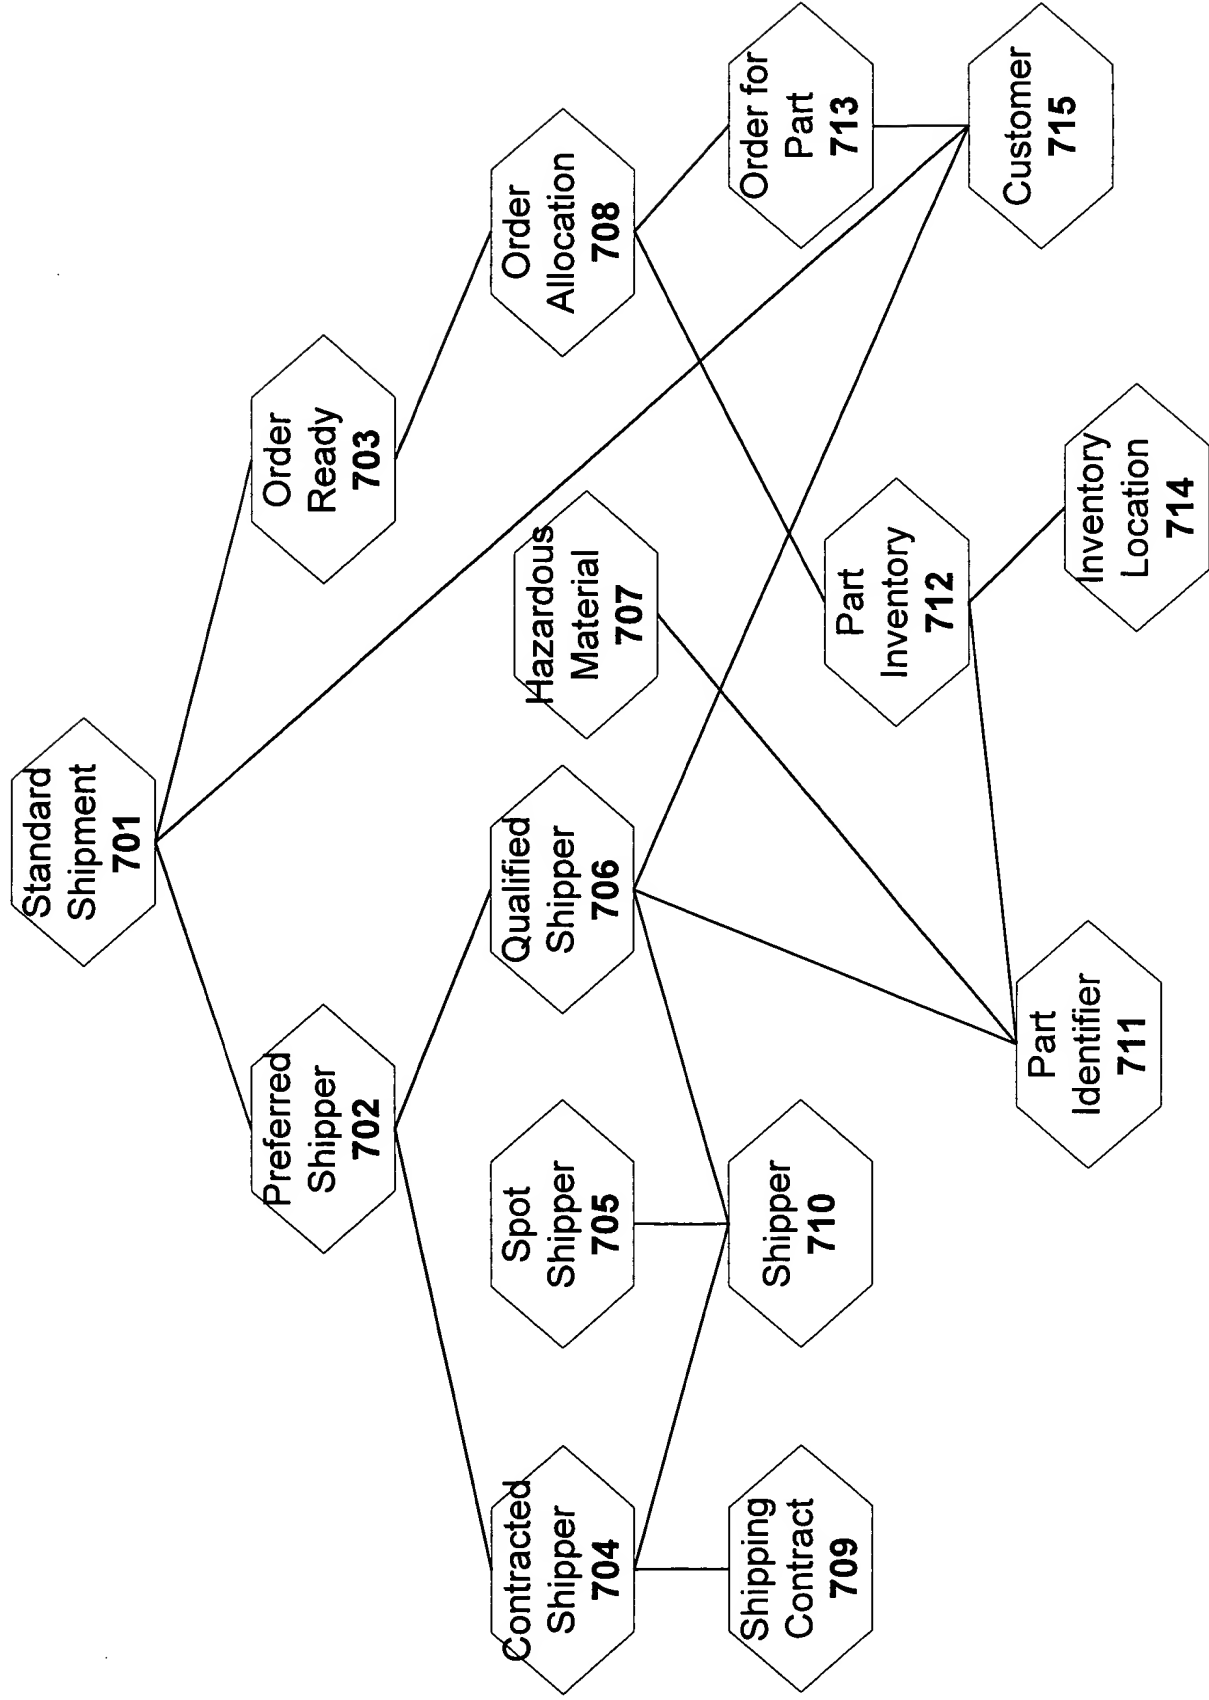 Standard
Shipment
701
Preferred
Shipper
702
Order
Ready
703
Contracted
Shipper
704
Spot
Shipper
705
Qualified
Shipper
706
Hazardous
Material
707
Order
Allocation
708
Shipping
Contract
709
Shipper
710
Part
Identifier
711
Part
Inventory
712
Order for
Part
713
Inventory
Location
714
Customer
715